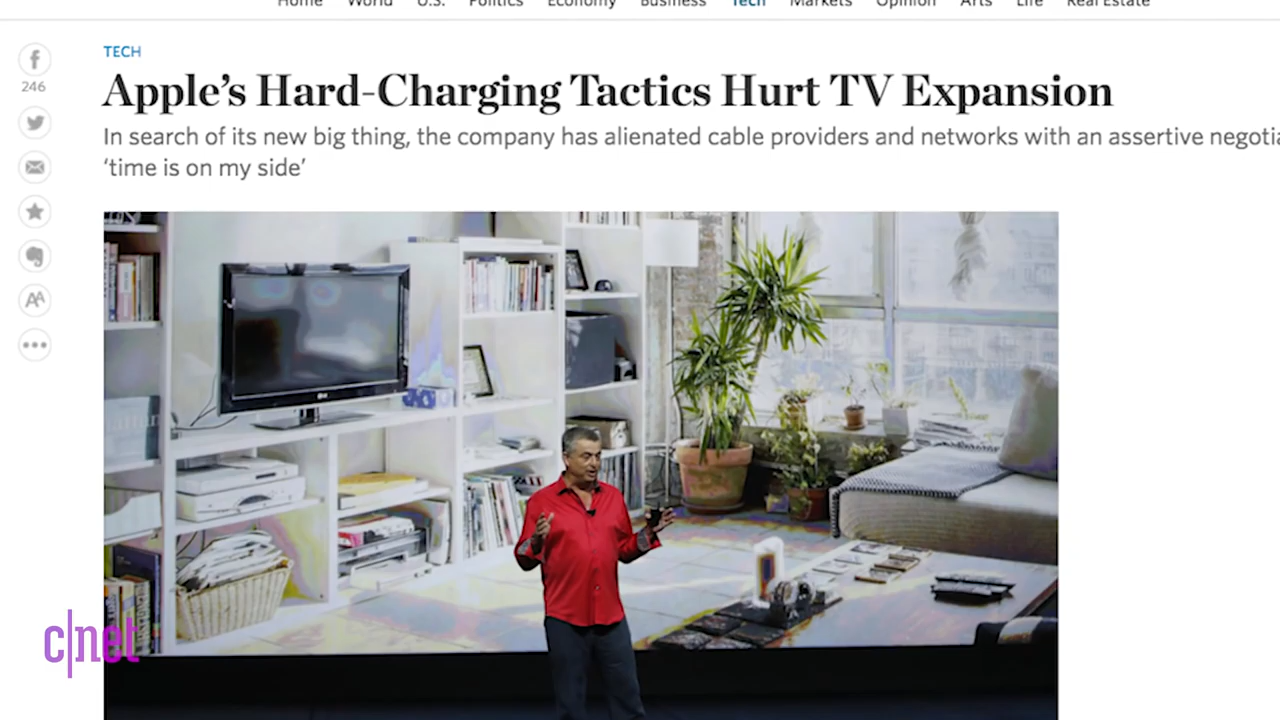 Home World U.S. Politics Economy Business Tech Markets Opinion Arts Life Real Estate
TECH
Apple's Hard-Charging Tactics Hurt TV Expansion
246
In search of its new big thing, the company has alienated cable providers and networks with an assertive
'time is on my side'
AA
c|net